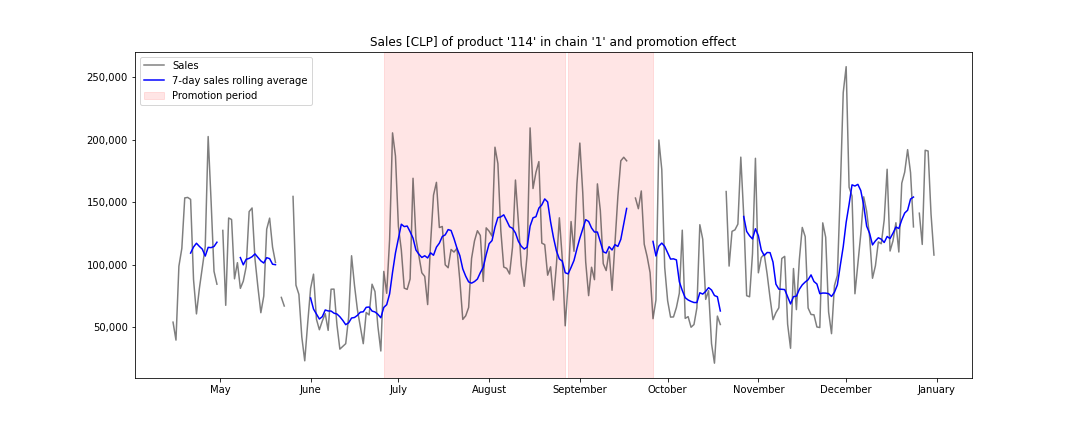 Sales [CLP] of product '114' in chain '1' and promotion effect
Sales
7-day sales rolling average
Promotion period
250,000
200,000
150,000
100,000
50,000
May June July August September October November December January